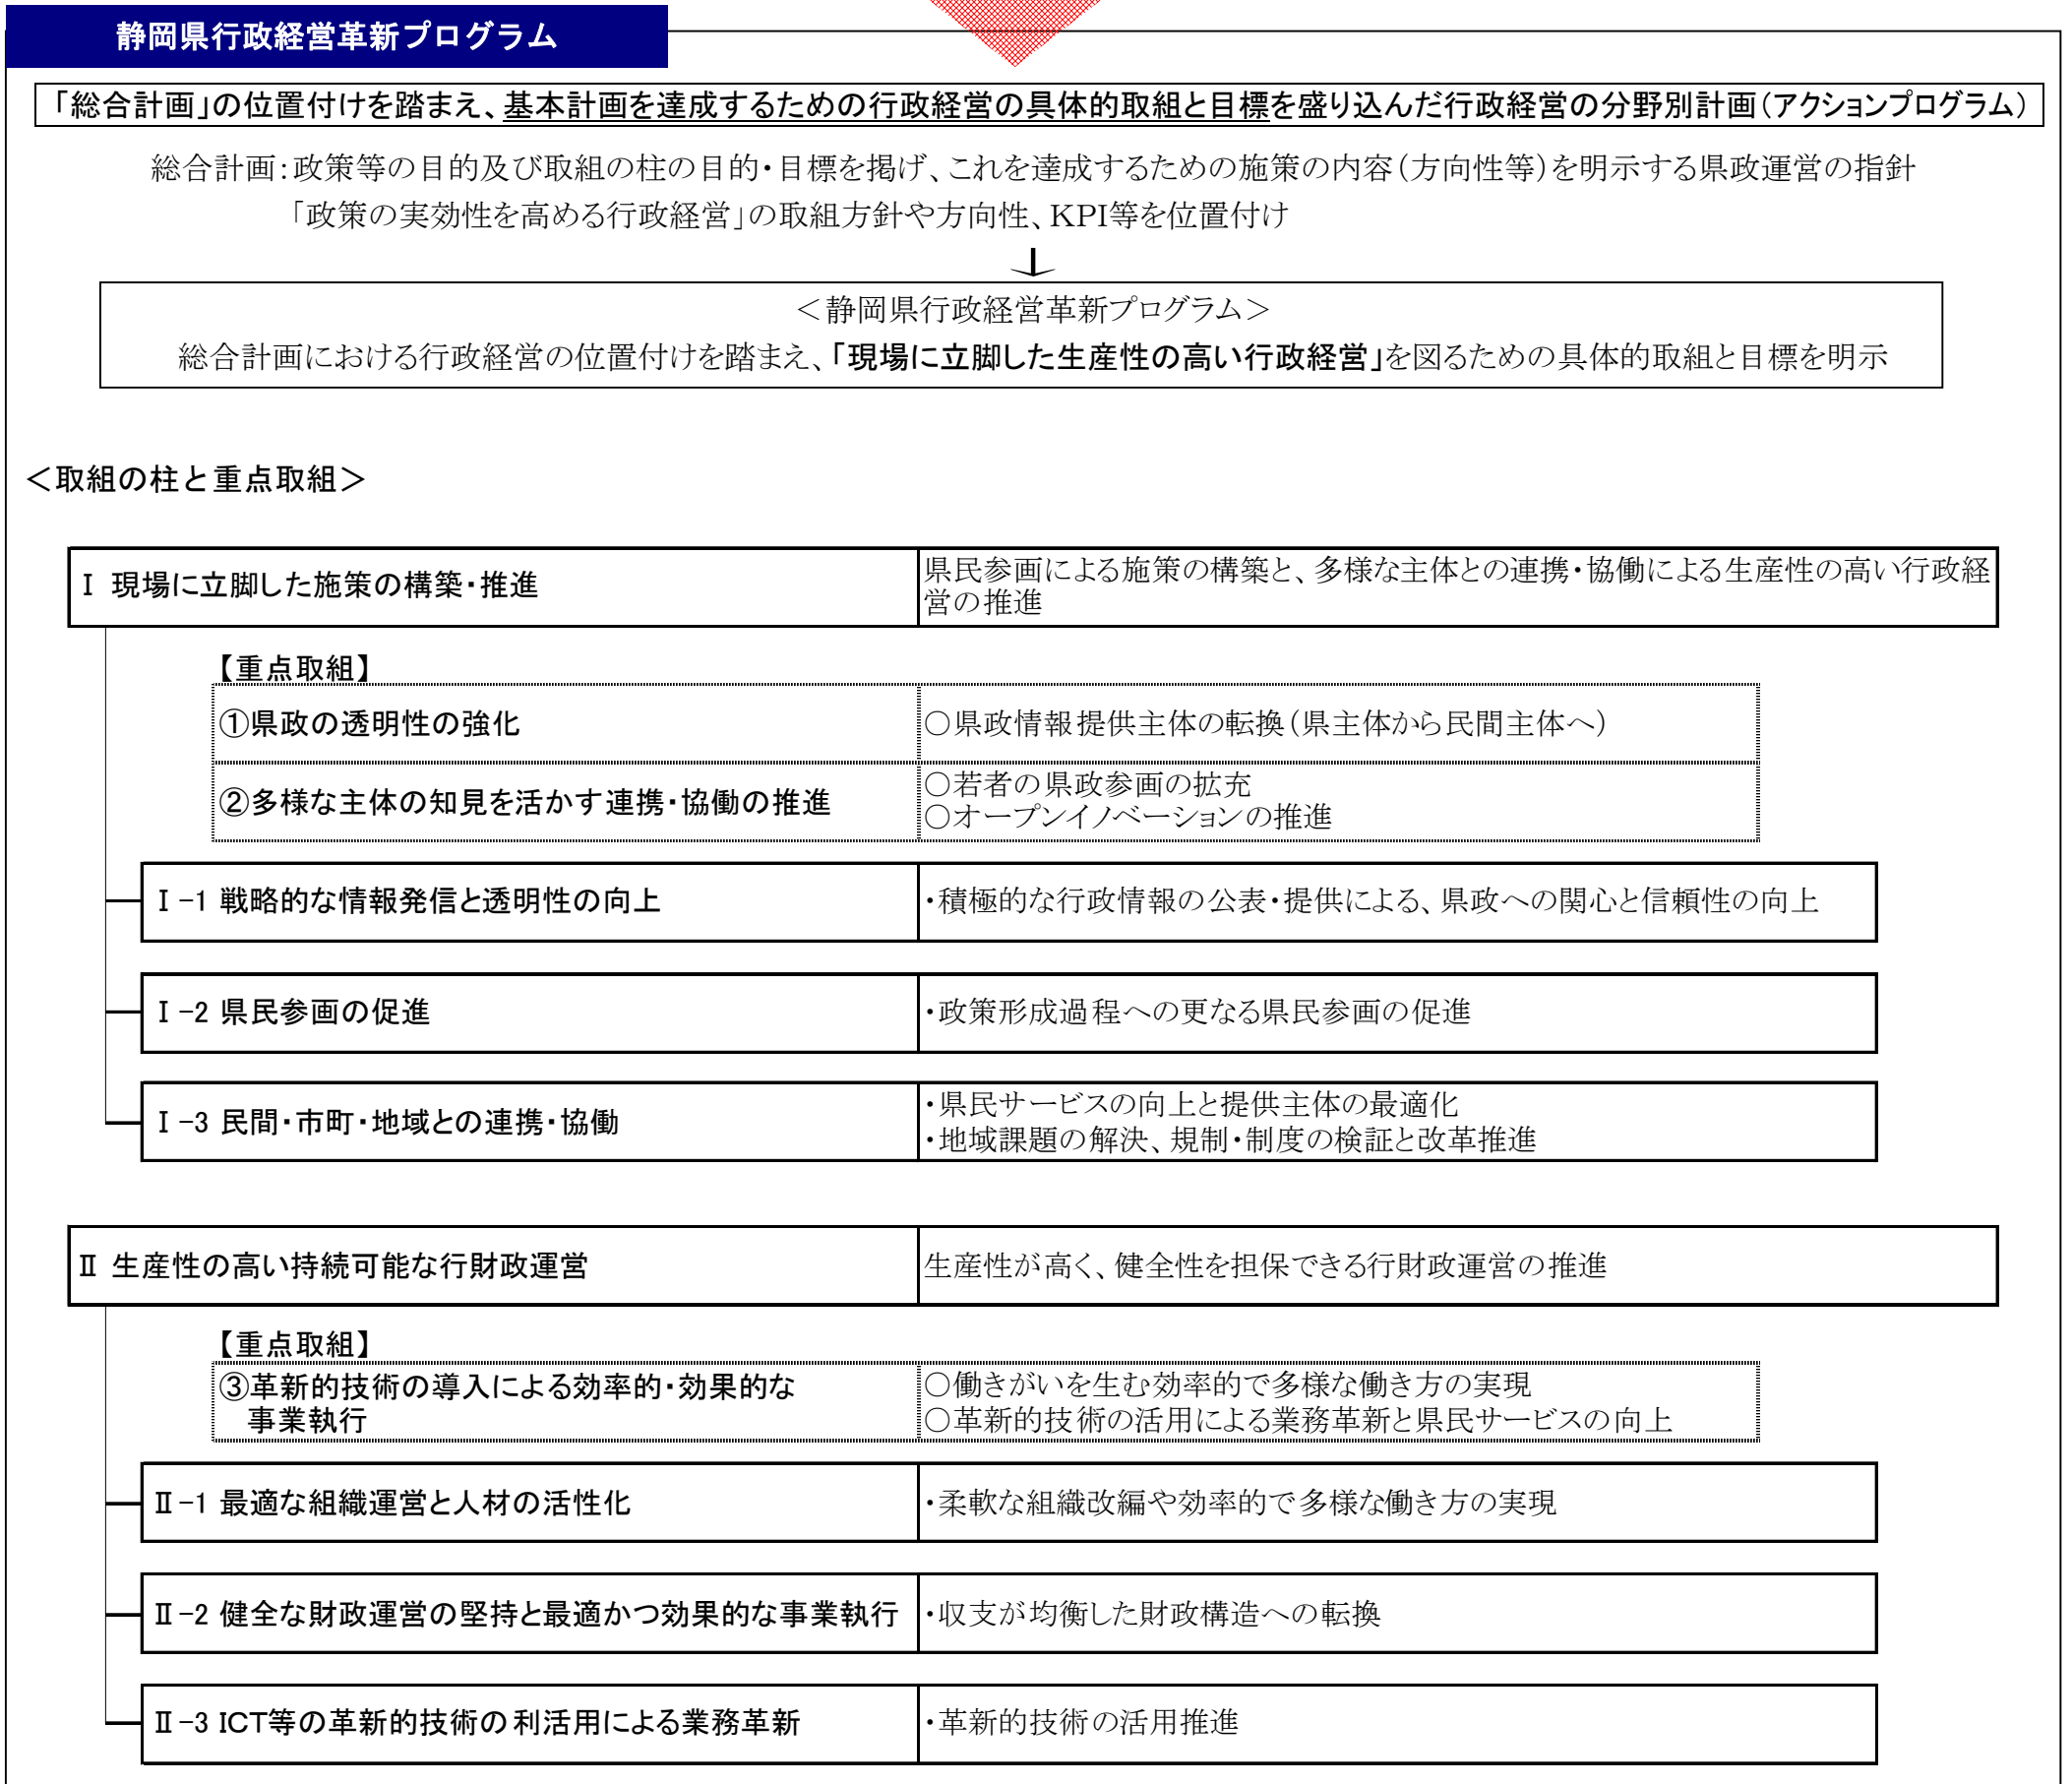 静岡県行政経営革新プログラム
「総合計画」の位置付けを踏まえ、基本計画を達成するための行政経営の具体的取組と目標を盛り込んだ行政経営の分野別計画(アクションプログラム)
総合計画：政策等の目的及び取組の柱の目的・目標を掲げ、これを達成するための施策の内容(方向性等)を明示する県政運営の指針
「政策の実効性を高める行政経営」の取組方針や方向性、KPI等を位置付け
↓
＜静岡県行政経営革新プログラム＞
総合計画における行政経営の位置付けを踏まえ、「現場に立脚した生産性の高い行政経営」を図るための具体的取組と目標を明示
＜取組の柱と重点取組＞
Ⅰ 現場に立脚した施策の構築・推進
県民参画による施策の構築と、多様な主体との連携・協働による生産性の高い行政経
営の推進
【重点取組】
①県政の透明性の強化
○県政情報提供主体の転換(県主体から民間主体へ)
②多様な主体の知見を活かす連携・協働の推進
○若者の県政参画の拡充
○オープンイノベーションの推進
Ⅰ-1 戦略的な情報発信と透明性の向上
・積極的な行政情報の公表・提供による、県政への関心と信頼性の向上
Ⅰ-2 県民参画の促進
・政策形成過程への更なる県民参画の促進
Ⅰ-3 民間・市町・地域との連携・協働
・県民サービスの向上と提供主体の最適化
・地域課題の解決、規制・制度の検証と改革推進
Ⅱ 生産性の高い持続可能な行財政運営
生産性が高く、健全性を担保できる行財政運営の推進
【重点取組】
③革新的技術の導入による効率的・効果的な
事業執行
○働きがいを生む効率的で多様な働き方の実現
○革新的技術の活用による業務革新と県民サービスの向上
Ⅱ-1 最適な組織運営と人材の活性化
・柔軟な組織改編や効率的で多様な働き方の実現
Ⅱ-2 健全な財政運営の堅持と最適かつ効果的な事業執行
・収支が均衡した財政構造への転換
Ⅱ-3 ICT等の革新的技術の利活用による業務革新
・革新的技術の活用推進